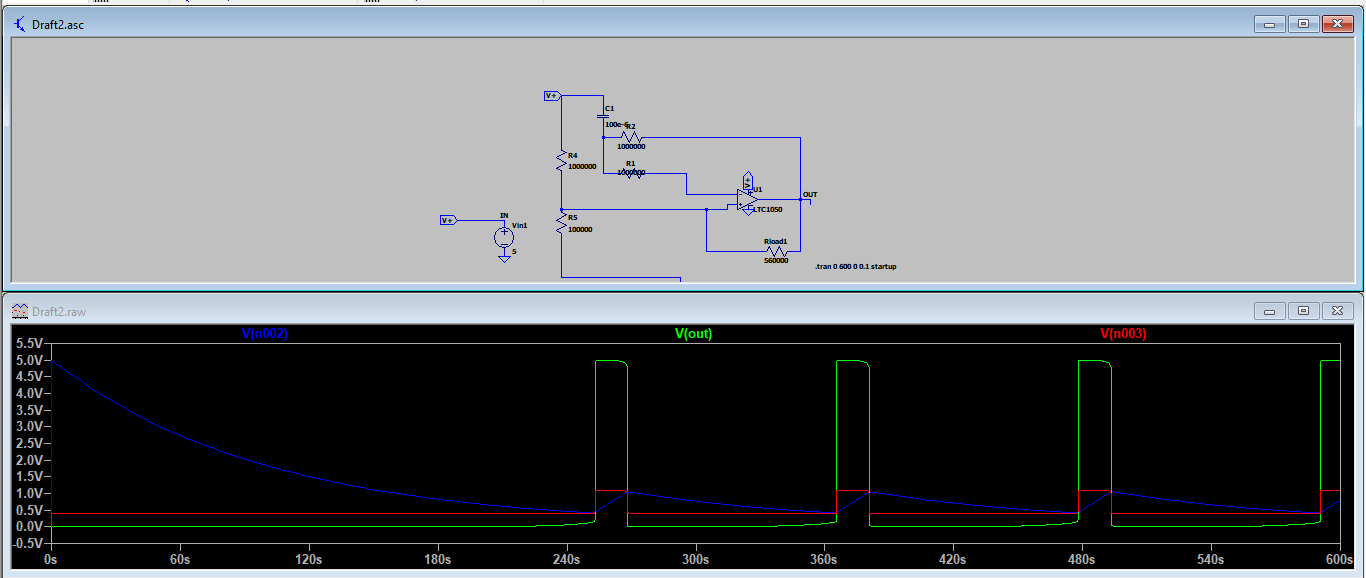 Draft2.asc
V+
C1
100e-6
R2
1000000
R4
1000000
R1
1000000
V+
U1
OUT
LTC1050
IN
V+
Vin1
R5
100000
5
Rload1
560000
.tran 0 600 0 0.1 startup
Draft2.raw
V(n002) V(out) V(n003)
5.5V
5.0V
4.5V
4.0V
3.5V
3.0V
2.5V
2.0V
1.5V
1.0V
0.5V
0.0V
-0.5V
0s 60s 120s 180s 240s 300s 360s 420s 480s 540s 600s